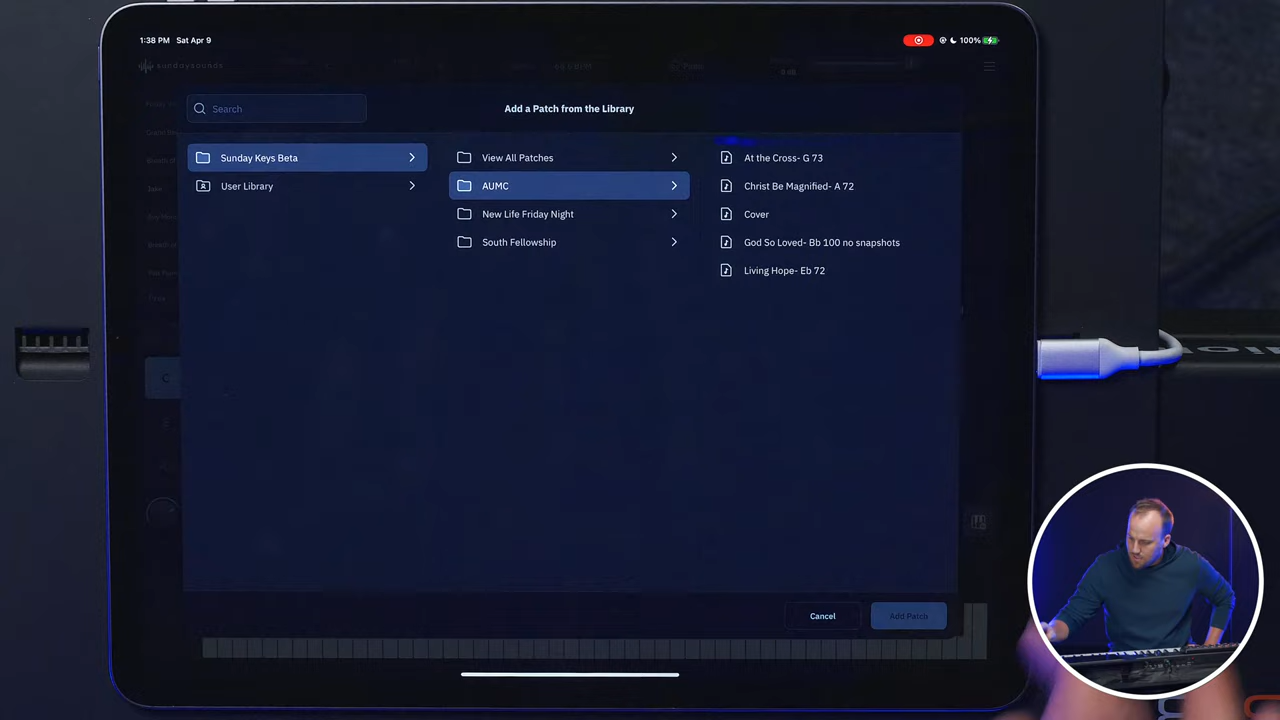 1:38 PM Sat Apr 9
100%
sundaysounds
Search
Add a Patch from the Library
Sunday Keys Beta
User Library
View All Patches
AUMC
New Life Friday Night
South Fellowship
At the Cross- G 73
Christ Be Magnified- A 72
Cover
God So Loved- Bb 100 no snapshots
Living Hope- Eb 72
C
Cancel
Add Patch